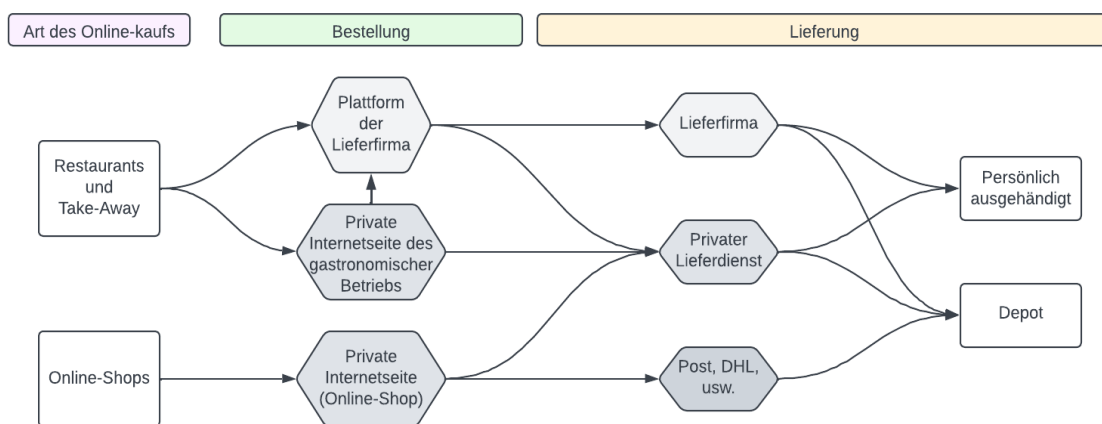 Art des Online-kaufs
Bestellung
Lieferung
Plattform
der
Lieferfirma
Lieferfirma
Restaurants
und
Take-Away
Persönlich
ausgehändigt
Private
Internetseite des
gastronomischer
Betriebs
Privater
Lieferdienst
Depot
Online-Shops
Private
Internetseite
(Online-Shop)
Post, DHL,
usw.